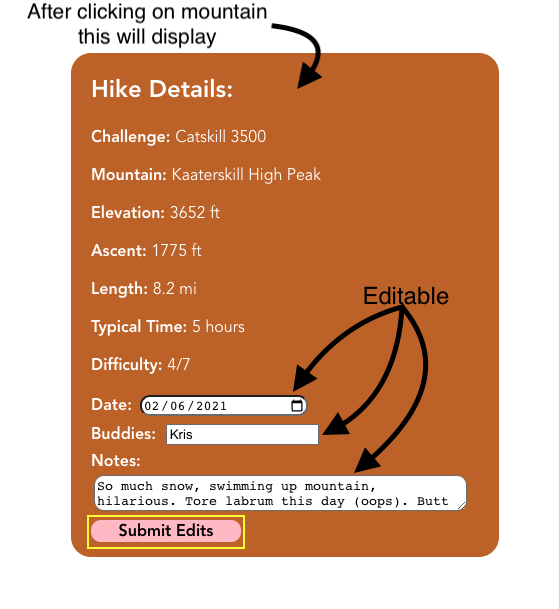 After clicking on mountain
this will display
Hike Details:
Challenge: Catskill 3500
Mountain: Kaaterskill High Peak
Elevation: 3652 ft
Ascent: 1775 ft
Length: 8.2 mi
Editable
Typical Time: 5 hours
Difficulty: 4/7
Date: 02/06/2021
Buddies: Kris
Notes:
So much snow, swimming up mountain,
hilarious. Tore labrum this day (oops). Butt
Submit Edits